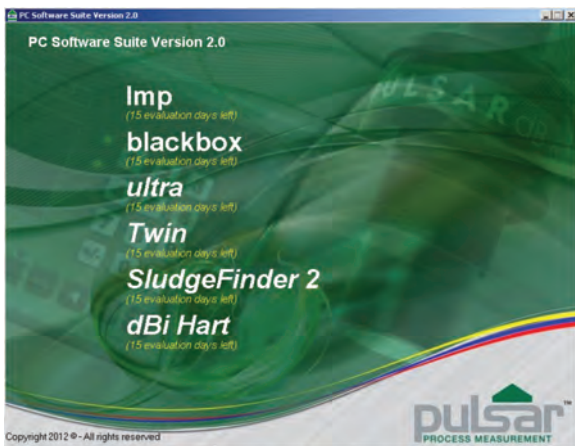 PC Software Suite Version 2.0
PC Software Suite Version 2.0
PULSAR
Imp
(15 evaluation days left)
blackbox
(15 evaluation days left)
ultra
(15 evaluation days left)
Twin
(15 evaluation days left)
SludgeFinder 2
(15 evaluation days left)
dBi Hart
(15 evaluation days left)
pulsar™
PROCESS MEASUREMENT
Copyright 2012 © - All rights reserved